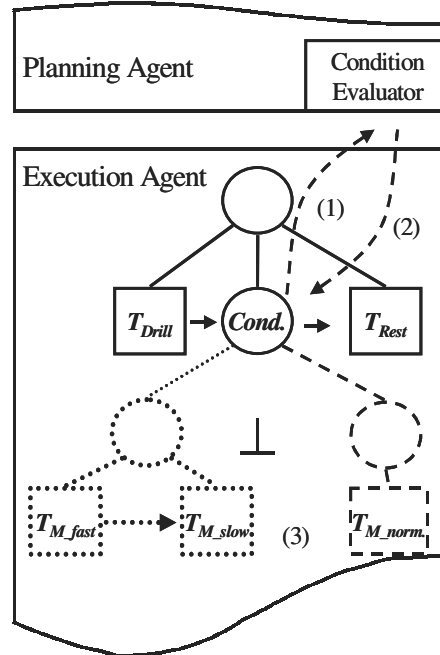 Planning Agent
Condition
Evaluator
Execution Agent
(1)
(2)
T_Drill
Cond.
T_Rest
T_M_fast
T_M_slow
(3)
T_M_norm.